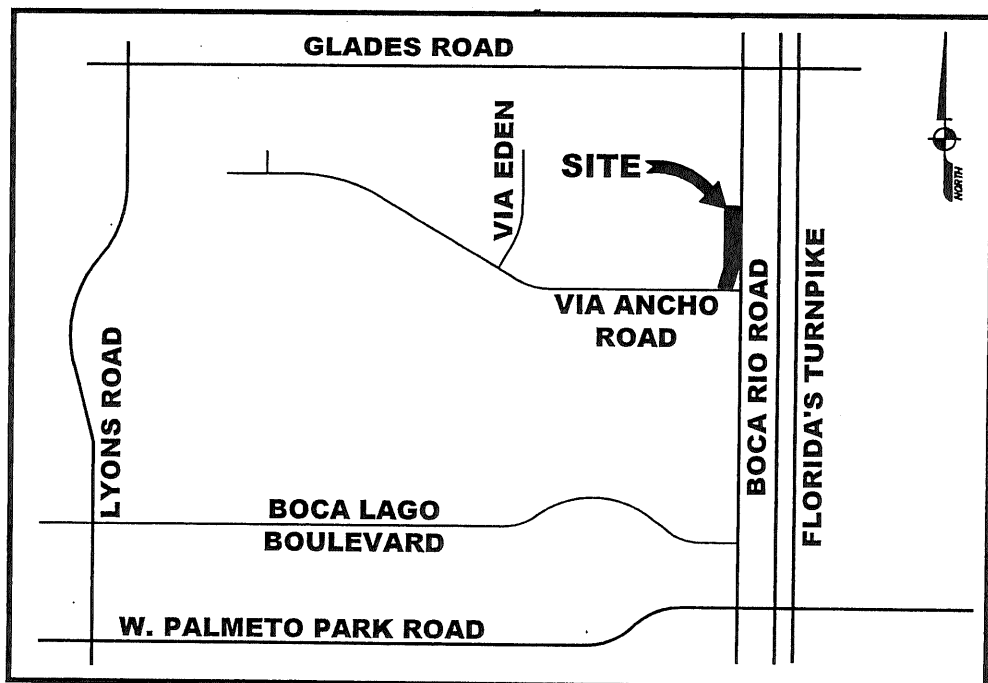 GLADES ROAD
VIA EDEN
SITE
NORTH
VIA ANCHO
ROAD
LYONS ROAD
BOCA RIO ROAD
FLORIDA'S TURNPIKE
BOCA LAGO
BOULEVARD
W. PALMETO PARK ROAD